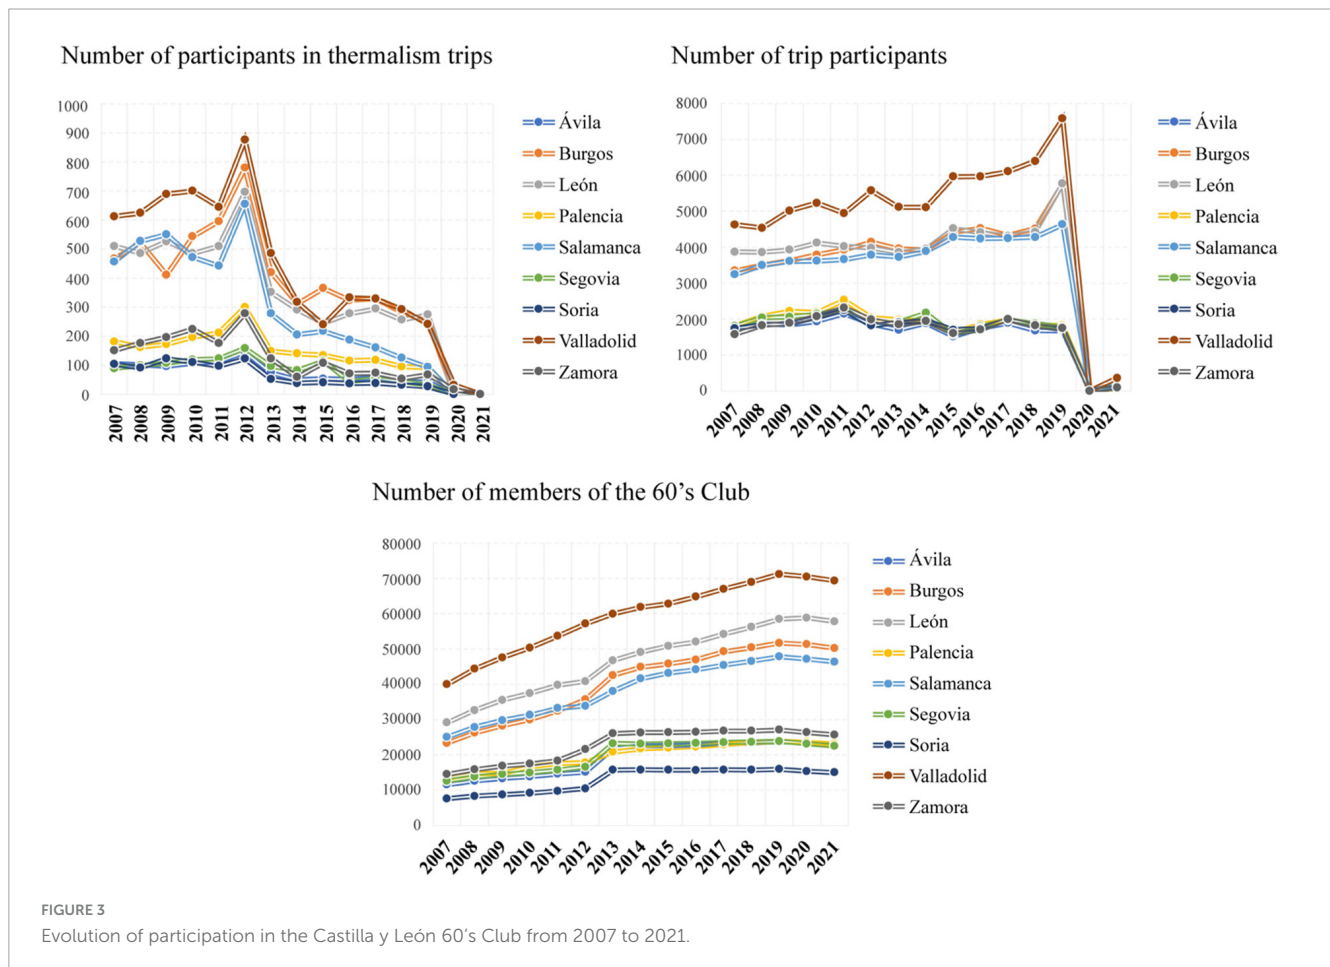 Number of participants in thermalism trips
1000
900
800
700
600
500
400
300
200
100
0
2007
2008
2009
2010
2011
2012
2013
2014
2015
2016
2017
2018
2019
2020
2021
Ávila
Burgos
León
Palencia
Salamanca
Segovia
Soria
Valladolid
Zamora
Number of trip participants
8000
7000
6000
5000
4000
3000
2000
1000
0
2007
2008
2009
2010
2011
2012
2013
2014
2015
2016
2017
2018
2019
2020
2021
Ávila
Burgos
León
Palencia
Salamanca
Segovia
Soria
Valladolid
Zamora
Number of members of the 60's Club
80000
70000
60000
50000
40000
30000
20000
10000
0
2007
2008
2009
2010
2011
2012
2013
2014
2015
2016
2017
2018
2019
2020
2021
Ávila
Burgos
León
Palencia
Salamanca
Segovia
Soria
Valladolid
Zamora
FIGURE 3
Evolution of participation in the Castilla y León 60's Club from 2007 to 2021.